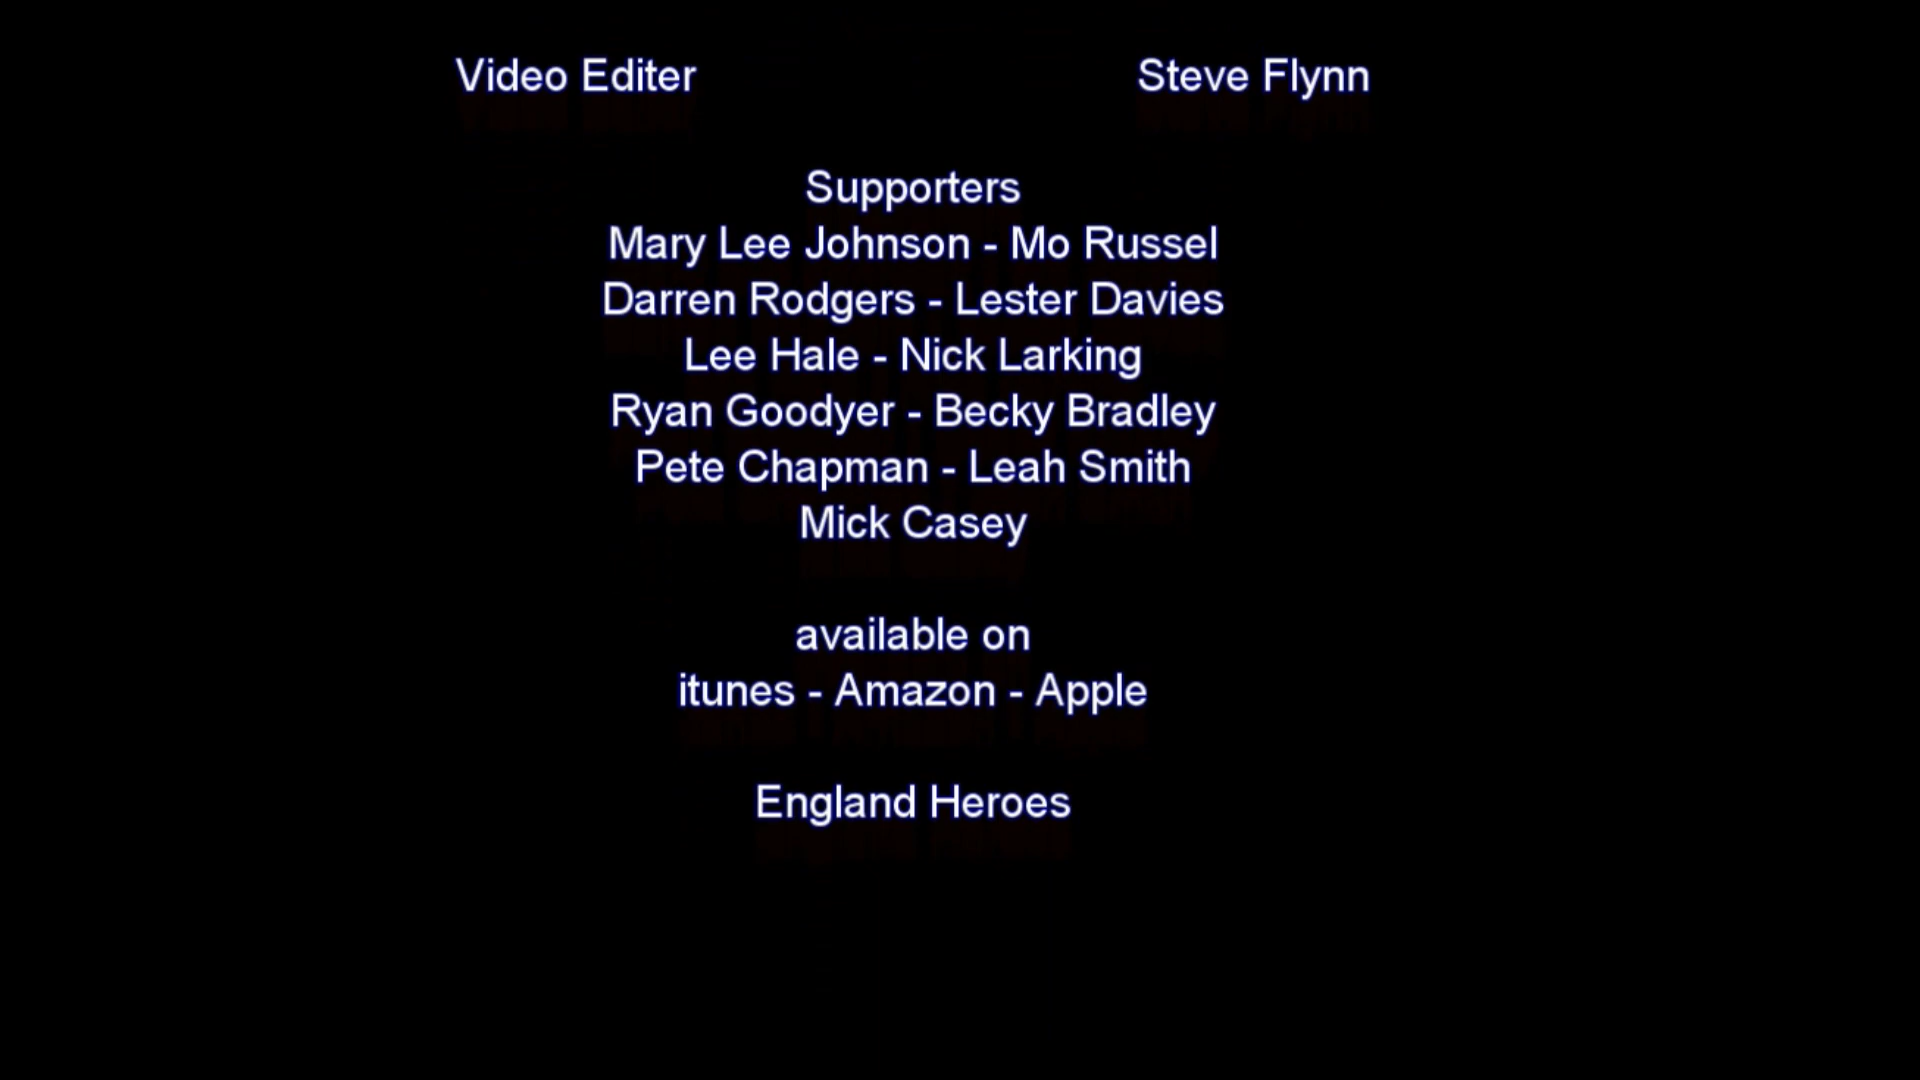 Video Editer Steve Flynn
Supporters
Mary Lee Johnson - Mo Russel
Darren Rodgers - Lester Davies
Lee Hale - Nick Larking
Ryan Goodyer - Becky Bradley
Pete Chapman - Leah Smith
Mick Casey
available on
itunes - Amazon - Apple
England Heroes